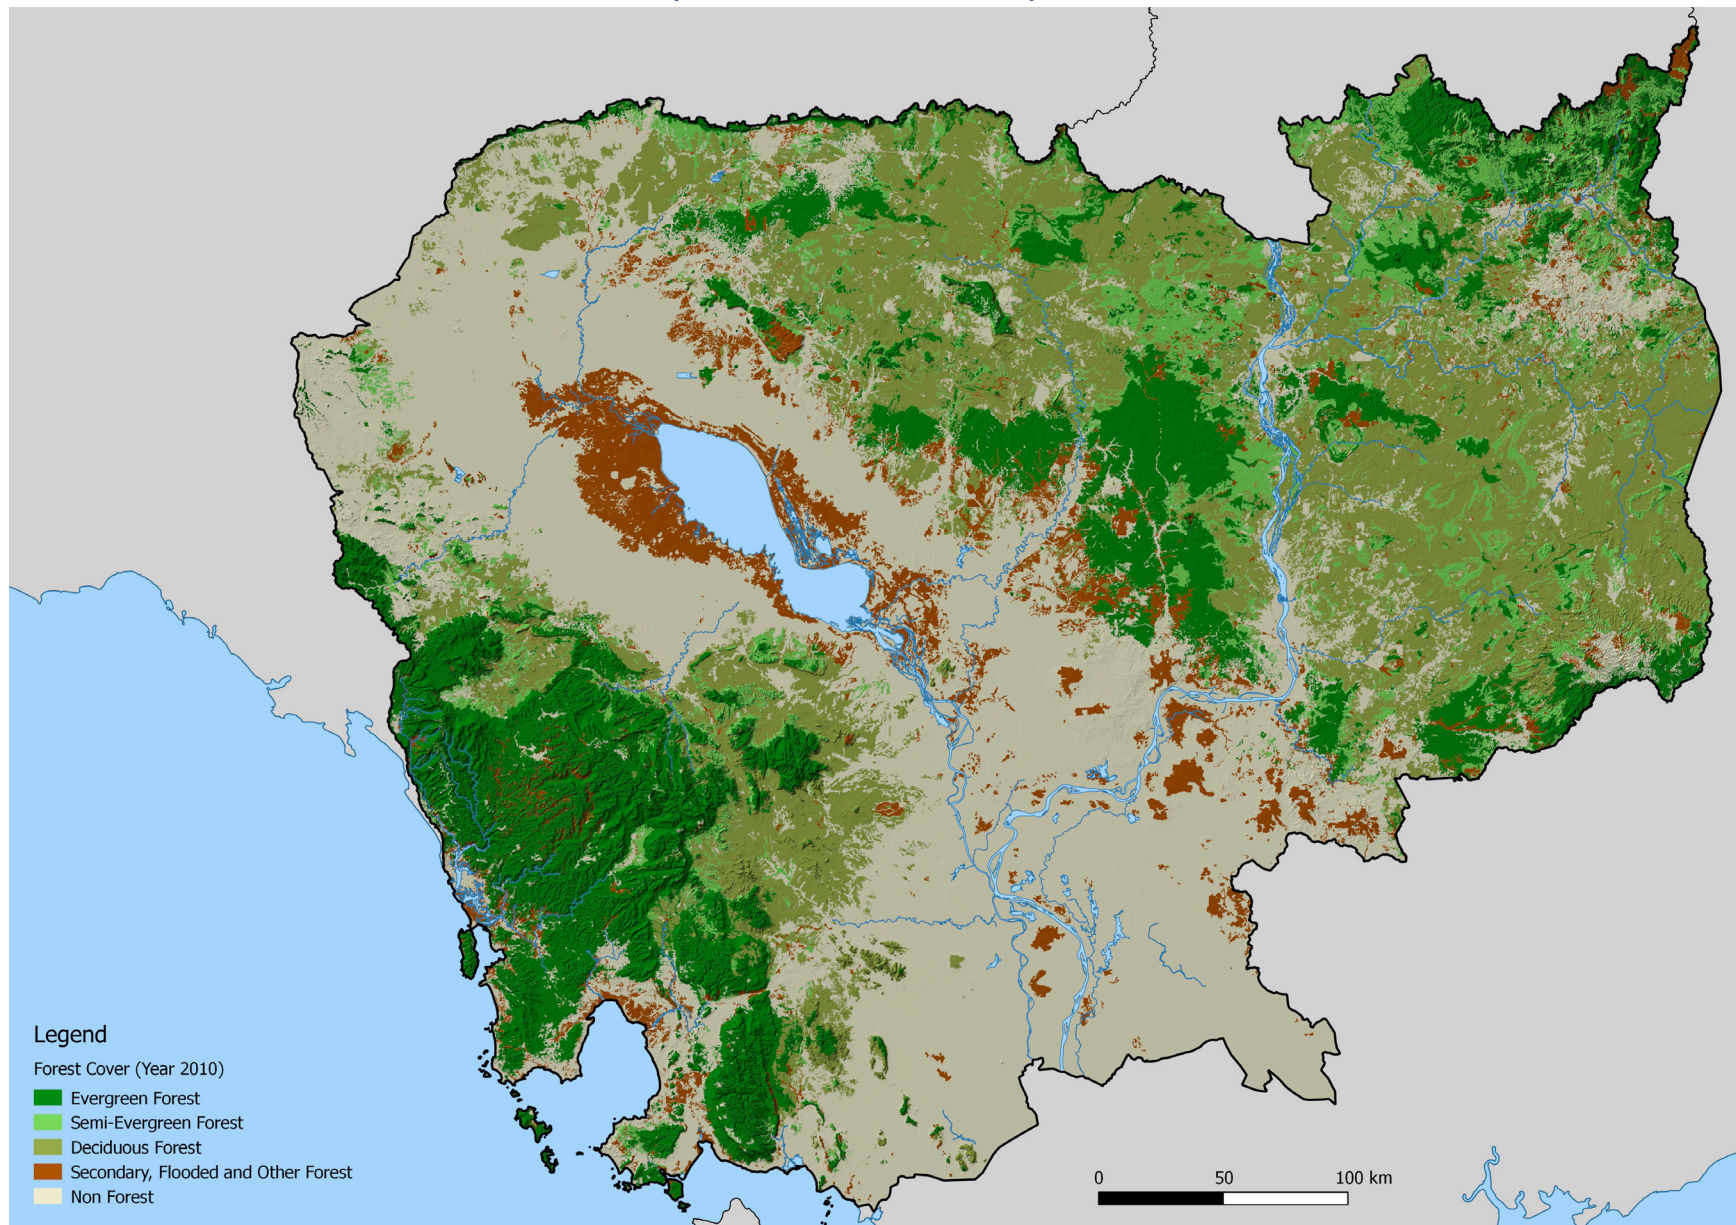 Legend
Forest Cover (Year 2010)
Evergreen Forest
Semi-Evergreen Forest
Deciduous Forest
Secondary, Flooded and Other Forest
Non Forest
0 50 100 km